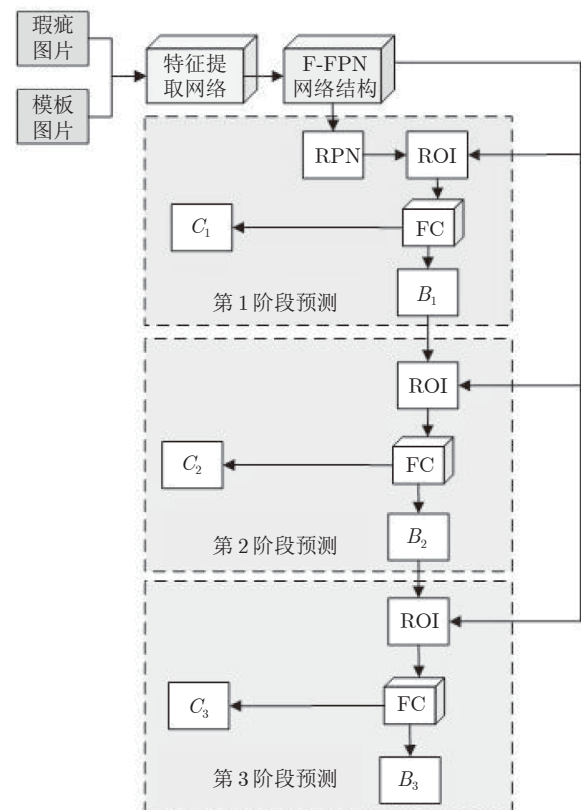 瑕疵
图片
模板
图片
特征提
取网络
F-FPN
网络结构
RPN
ROI
C₁
FC
B₁
第 1 阶段预测
ROI
C₂
FC
B₂
第 2 阶段预测
ROI
C₃
FC
B₃
第 3 阶段预测